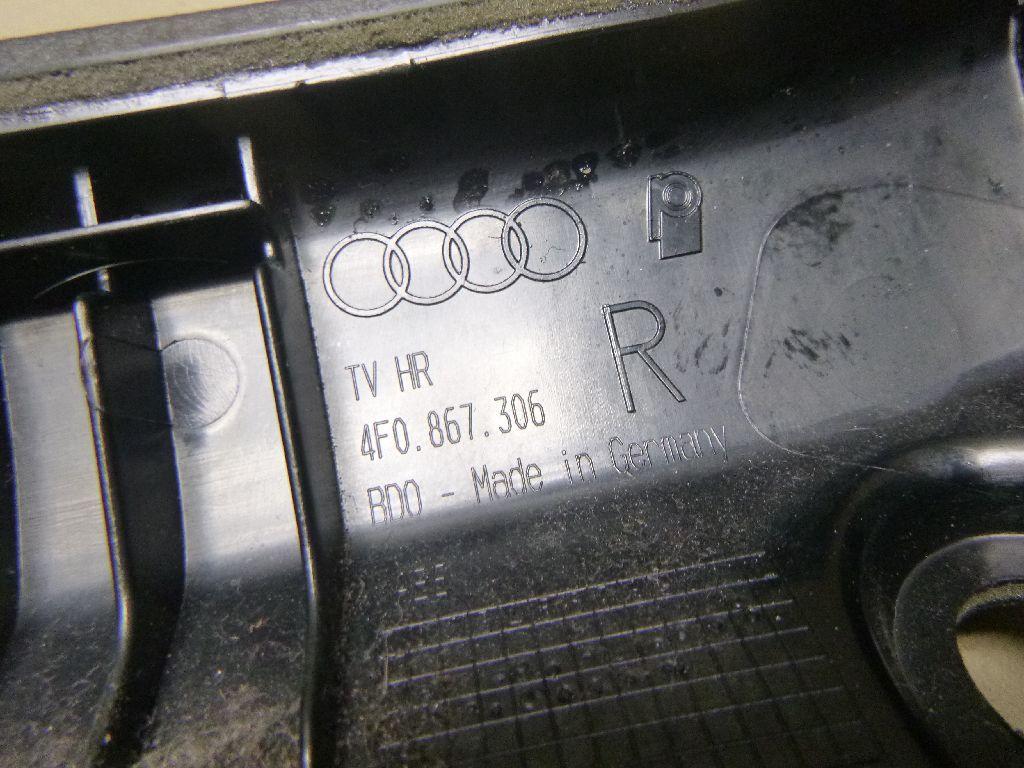 R
TV HR
4F0.867.306
BDO - Made in Germany